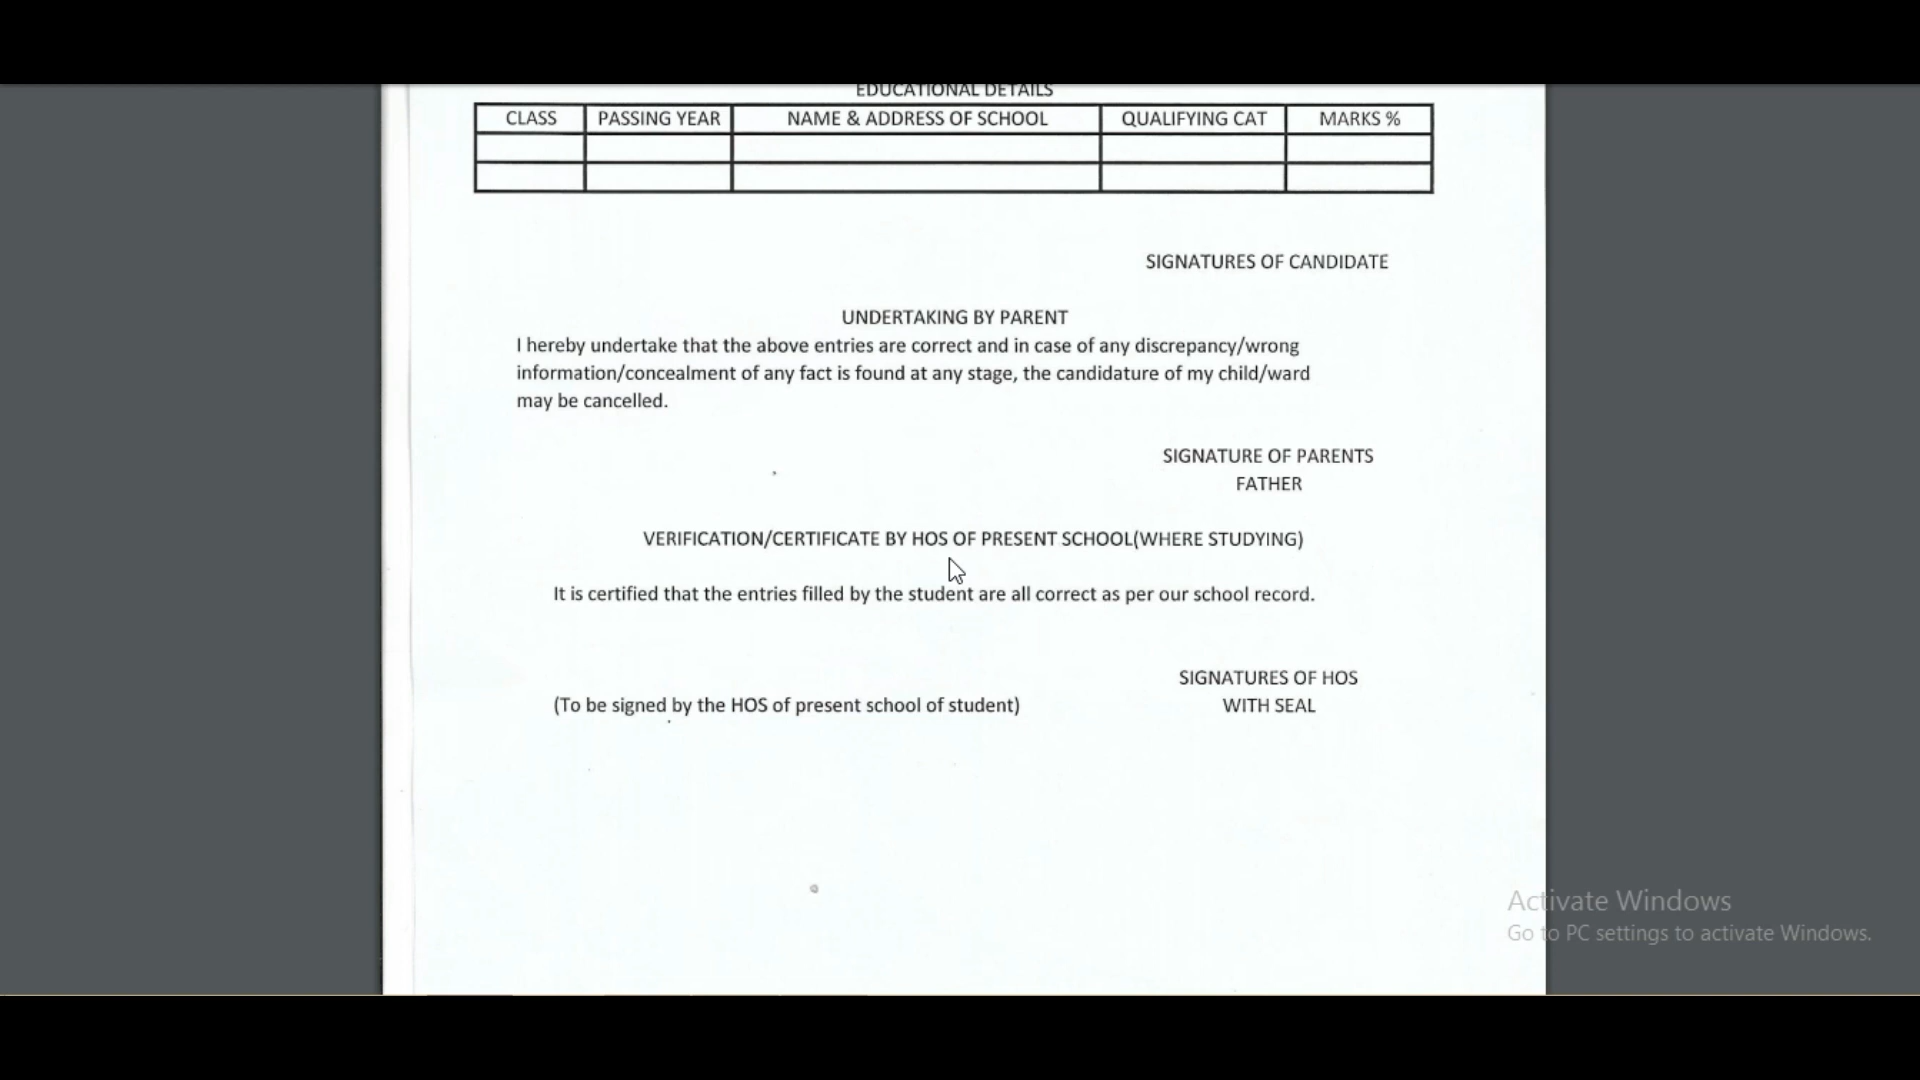 EDUCATIONAL DETAILS
CLASS PASSING YEAR NAME & ADDRESS OF SCHOOL QUALIFYING CAT MARKS %
SIGNATURES OF CANDIDATE
UNDERTAKING BY PARENT
I hereby undertake that the above entries are correct and in case of any discrepancy/wrong
information/concealment of any fact is found at any stage, the candidature of my child/ward
may be cancelled.
SIGNATURE OF PARENTS
FATHER
VERIFICATION/CERTIFICATE BY HOS OF PRESENT SCHOOL(WHERE STUDYING)
It is certified that the entries filled by the student are all correct as per our school record.
SIGNATURES OF HOS
(To be signed by the HOS of present school of student) WITH SEAL
Activate Windows
Go to PC settings to activate Windows.